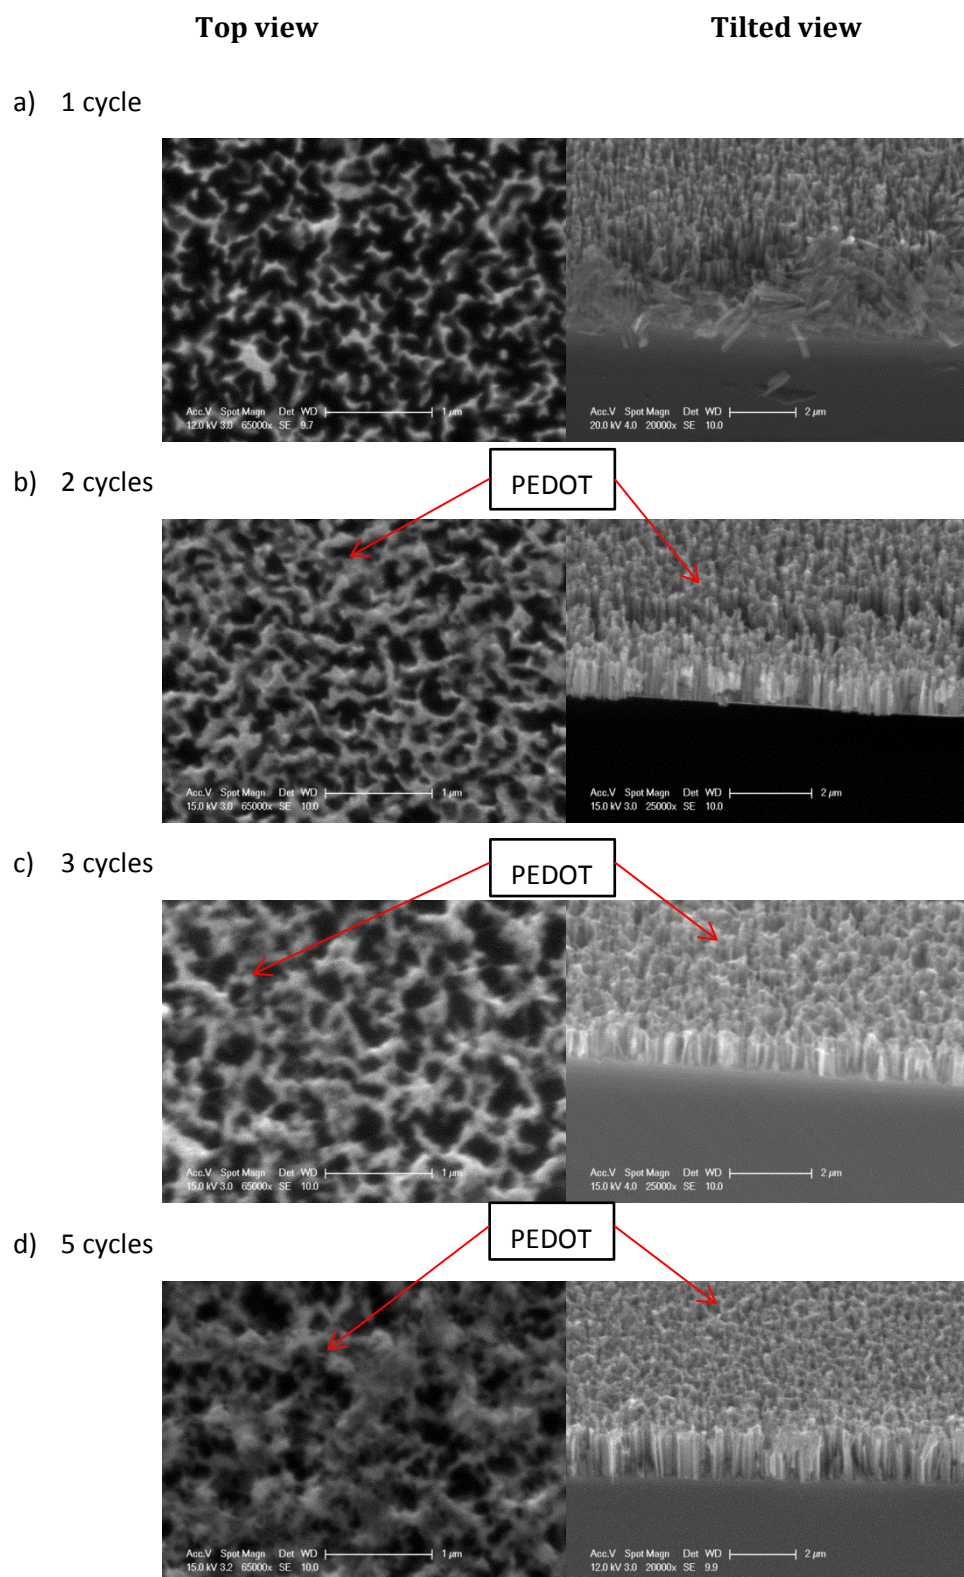 Top view Tilted view
a) 1 cycle
Acc.V Spot Magn Det WD 1 µm
12.0 kV 3.0 65000x SE 9.7
Acc.V Spot Magn Det WD 2 µm
20.0 kV 4.0 20000x SE 10.0
b) 2 cycles
PEDOT
Acc.V Spot Magn Det WD 1 µm
15.0 kV 3.0 65000x SE 10.0
Acc.V Spot Magn Det WD 2 µm
15.0 kV 3.0 25000x SE 10.0
c) 3 cycles
PEDOT
Acc.V Spot Magn Det WD 1 µm
15.0 kV 3.0 65000x SE 10.0
Acc.V Spot Magn Det WD 2 µm
15.0 kV 4.0 25000x SE 10.0
d) 5 cycles
PEDOT
Acc.V Spot Magn Det WD 1 µm
15.0 kV 3.2 65000x SE 10.0
Acc.V Spot Magn Det WD 2 µm
12.0 kV 3.0 20000x SE 9.9